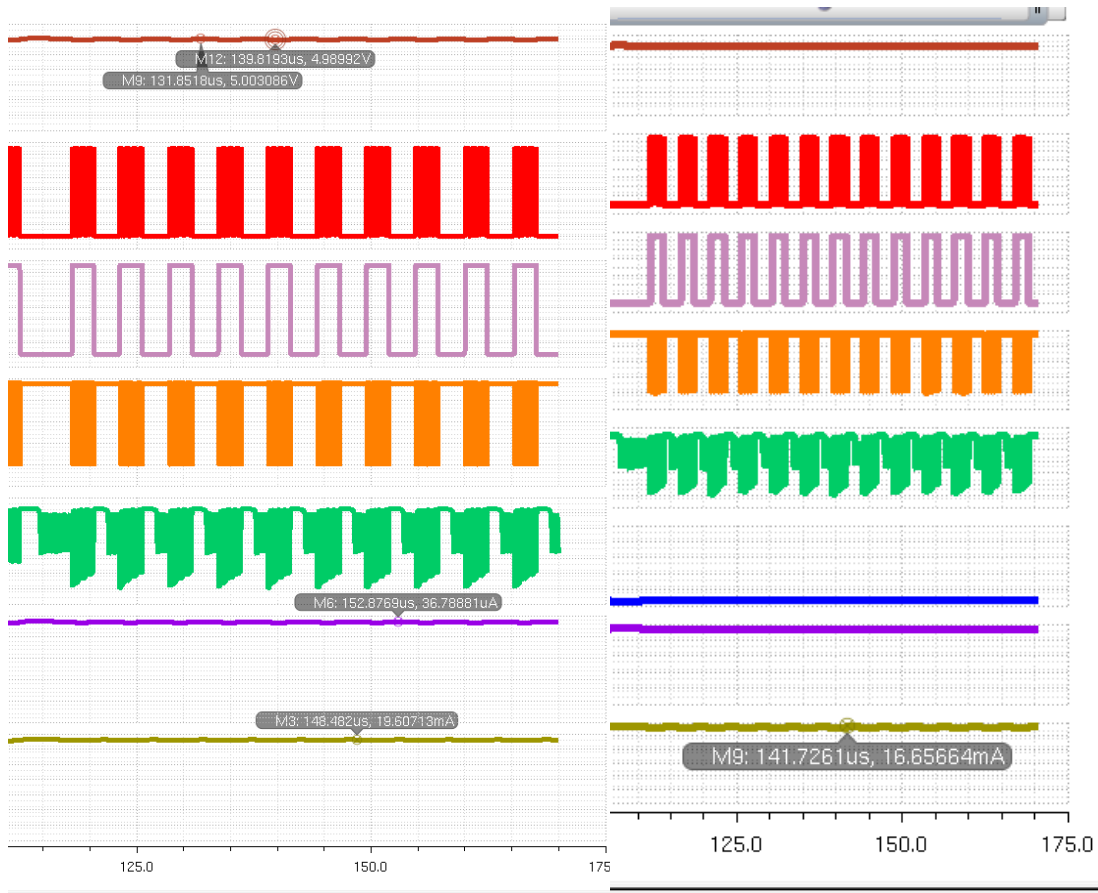 M12: 139.8193us, 4.98992V
M9: 131.8518us, 5.003086V
M6: 152.8769us, 36.78881uA
M3: 148.482us, 19.60713mA
125.0
150.0
175
M9: 141.7261us, 16.65664mA
125.0
150.0
175.0